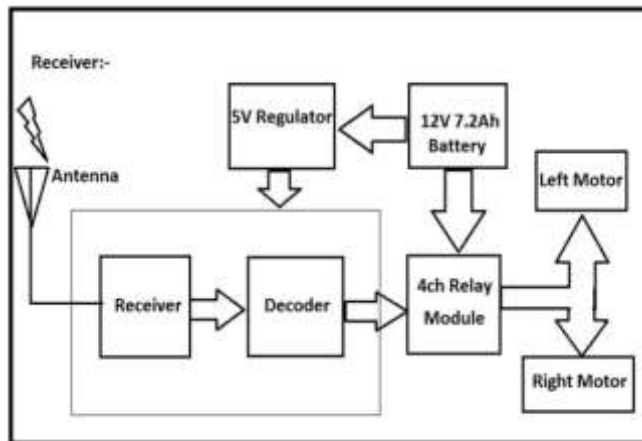 Receiver:-
Antenna
5V Regulator
12V 7.2Ah
Battery
Left Motor
Receiver
Decoder
4ch Relay
Module
Right Motor